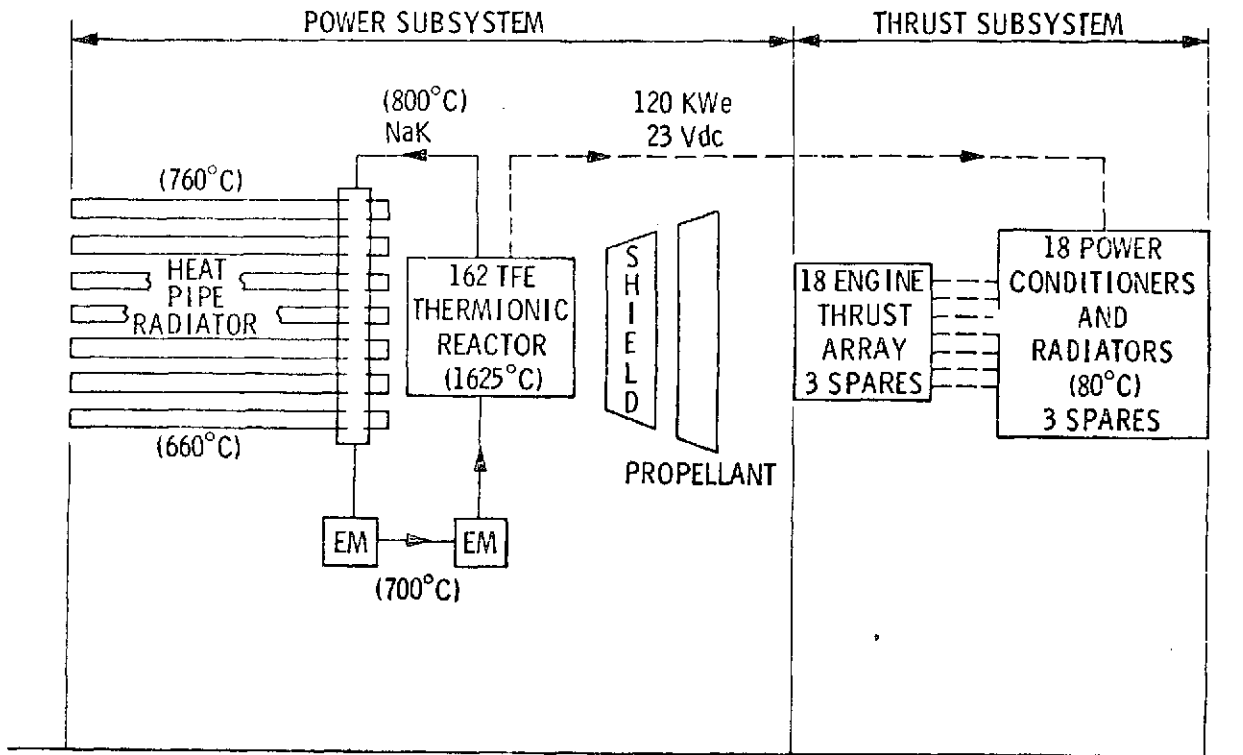 POWER SUBSYSTEM
THRUST SUBSYSTEM
(800°C)
NaK
120 KWe
23 Vdc
(760°C)
HEAT
PIPE
RADIATOR
(660°C)
162 TFE
THERMIONIC
REACTOR
(1625°C)
SHIELD
PROPELLANT
18 ENGINE
THRUST
ARRAY
3 SPARES
18 POWER
CONDITIONERS
AND
RADIATORS
(80°C)
3 SPARES
EM
EM
(700°C)